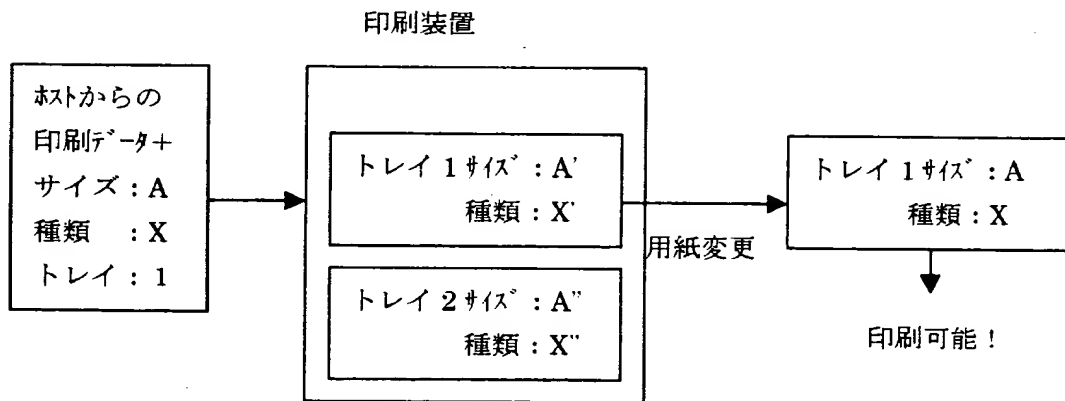 印刷装置
ﾎｽﾄからの
印刷ﾃﾞｰﾀ+
サイズ：A
種類　：X
トレイ：1
トレイ1ｻｲｽﾞ：A'
種類：X'
トレイ2ｻｲｽﾞ：A"
種類：X"
用紙変更
トレイ1ｻｲｽﾞ：A
種類：X
印刷可能！